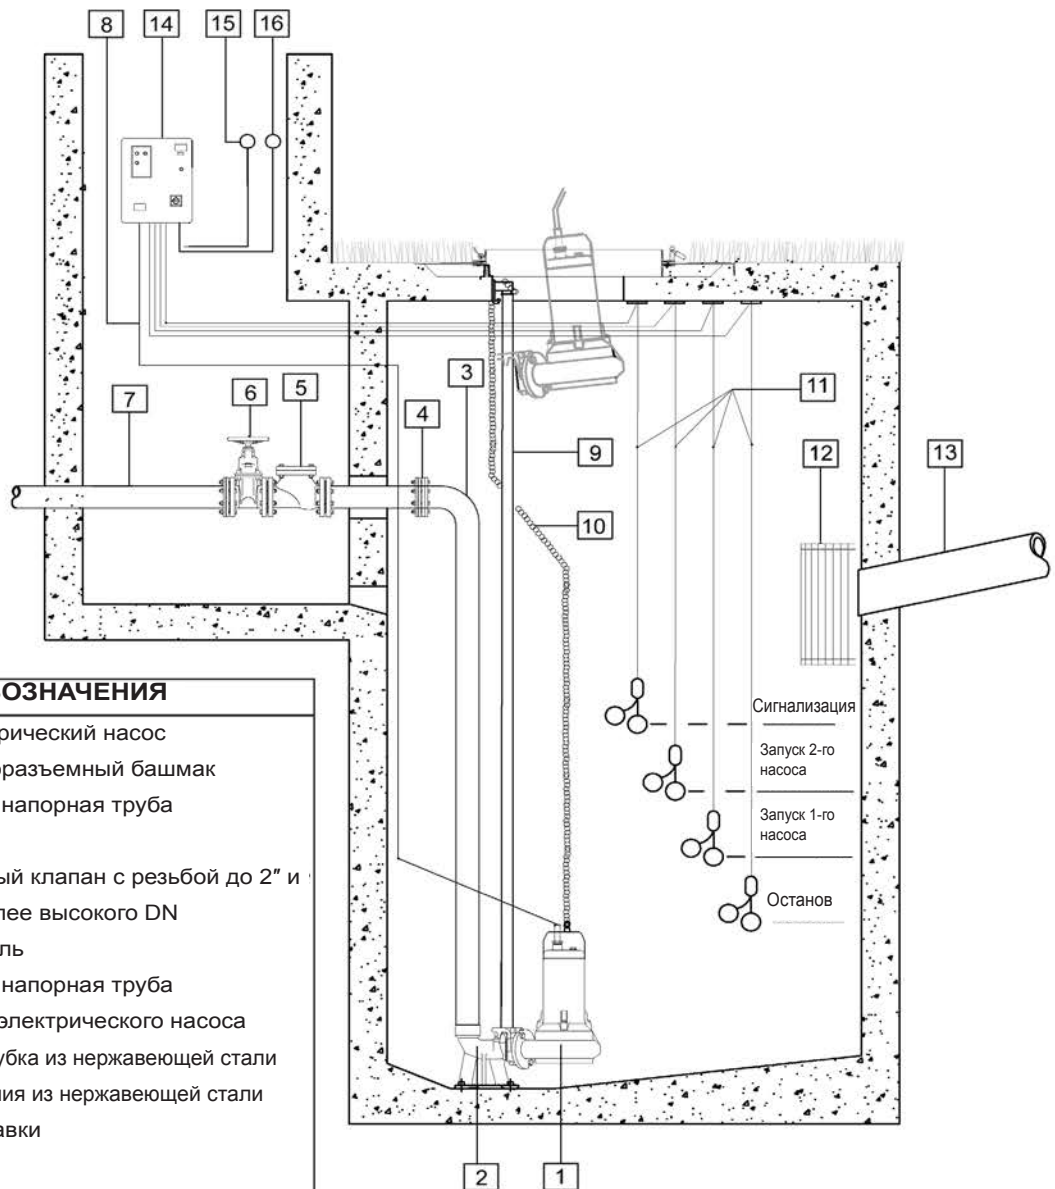 8 14 15 16
3
7 6 5 4
11
9
12 13
10
Сигнализация
Запуск 2-го
насоса
Запуск 1-го
насоса
Останов
ОЗНАЧЕНИЯ
рический насос
разъемный башмак
напорная труба
ый клапан с резьбой до 2″ и
лее высокого DN
ль
напорная труба
электрического насоса
убка из нержавеющей стали
ия из нержавеющей стали
авки
2 1